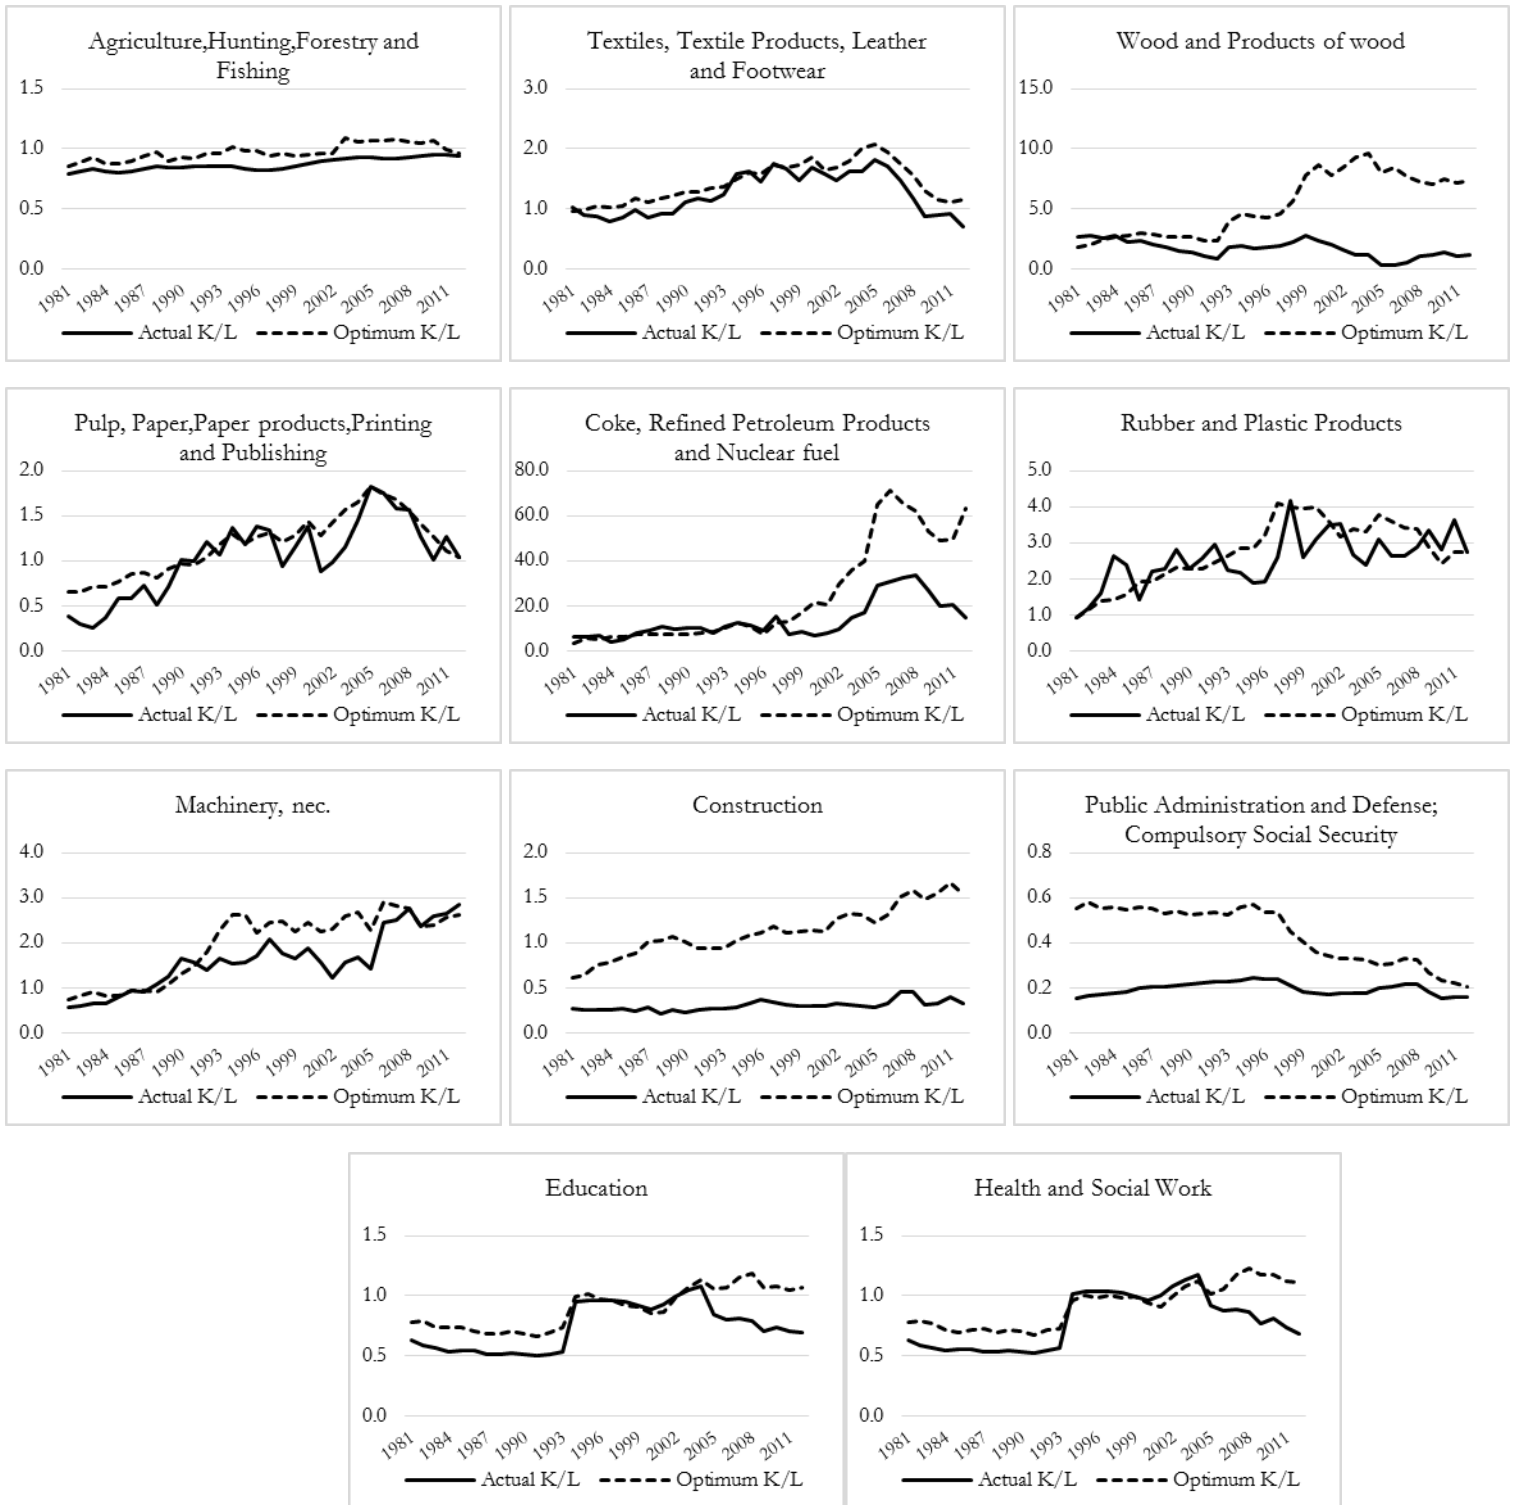 Agriculture,Hunting,Forestry and
Fishing
1.5
1.0
0.5
0.0
1981 1984 1987 1990 1993 1996 1999 2002 2005 2008 2011
Actual K/L Optimum K/L
Textiles, Textile Products, Leather
and Footwear
3.0
2.0
1.0
0.0
1981 1984 1987 1990 1993 1996 1999 2002 2005 2008 2011
Actual K/L Optimum K/L
Wood and Products of wood
15.0
10.0
5.0
0.0
1981 1984 1987 1990 1993 1996 1999 2002 2005 2008 2011
Actual K/L Optimum K/L
Pulp, Paper,Paper products,Printing
and Publishing
2.0
1.5
1.0
0.5
0.0
1981 1984 1987 1990 1993 1996 1999 2002 2005 2008 2011
Actual K/L Optimum K/L
Coke, Refined Petroleum Products
and Nuclear fuel
80.0
60.0
40.0
20.0
0.0
1981 1984 1987 1990 1993 1996 1999 2002 2005 2008 2011
Actual K/L Optimum K/L
Rubber and Plastic Products
5.0
4.0
3.0
2.0
1.0
0.0
1981 1984 1987 1990 1993 1996 1999 2002 2005 2008 2011
Actual K/L Optimum K/L
Machinery, nec.
4.0
3.0
2.0
1.0
0.0
1981 1984 1987 1990 1993 1996 1999 2002 2005 2008 2011
Actual K/L Optimum K/L
Construction
2.0
1.5
1.0
0.5
0.0
1981 1984 1987 1990 1993 1996 1999 2002 2005 2008 2011
Actual K/L Optimum K/L
Public Administration and Defense;
Compulsory Social Security
0.8
0.6
0.4
0.2
0.0
1981 1984 1987 1990 1993 1996 1999 2002 2005 2008 2011
Actual K/L Optimum K/L
Education
1.5
1.0
0.5
0.0
1981 1984 1987 1990 1993 1996 1999 2002 2005 2008 2011
Actual K/L Optimum K/L
Health and Social Work
1.5
1.0
0.5
0.0
1981 1984 1987 1990 1993 1996 1999 2002 2005 2008 2011
Actual K/L Optimum K/L